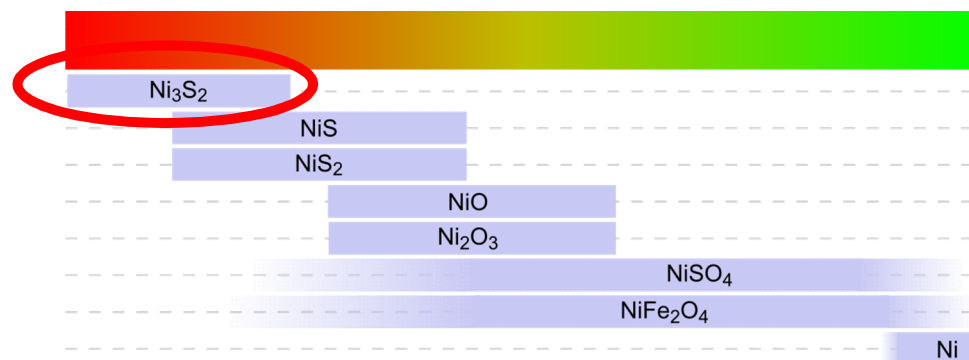 Ni₃S₂
NiS
NiS₂
NiO
Ni₂O₃
NiSO₄
NiFe₂O₄
Ni